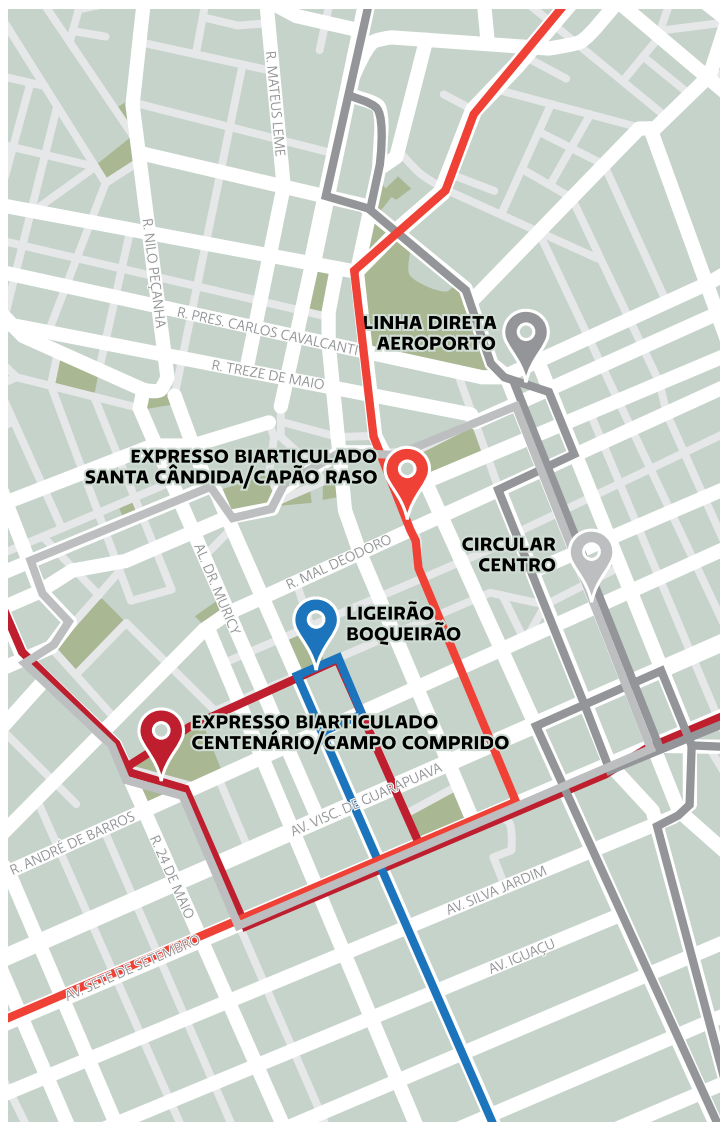 R. MATEUS LEME
R. NILO PEÇANHA
R. PRES. CARLOS CAVALCANTI
LINHA DIRETA
AEROPORTO
R. TREZE DE MAIO
EXPRESSO BIARTICULADO
SANTA CÂNDIDA/CAPÃO RASO
R. MAL DEODORO
CIRCULAR
CENTRO
AL. DR. MURICY
LIGEIRÃO
BOQUEIRÃO
EXPRESSO BIARTICULADO
CENTENÁRIO/CAMPO COMPRIDO
AV. VISC. DE GUARAPUAVA
R. ANDRÉ DE BARROS
R. 24 DE MAIO
AV. SILVA JARDIM
AV. SETE DE SETEMBRO
AV. IGUAÇU